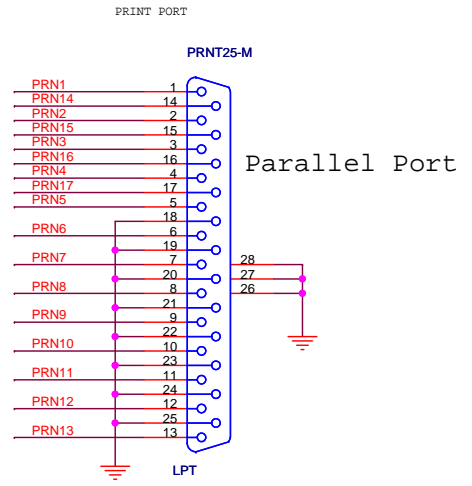 PRINT PORT
PRNT25-M
PRN1 1
PRN14 14
PRN2 2
PRN15 15
PRN3 3
PRN16 16
PRN4 4
PRN17 17
PRN5 5
18
PRN6 6
19
PRN7 7
20
PRN8 8
21
PRN9 9
22
PRN10 10
23
PRN11 11
24
PRN12 12
25
PRN13 13
Parallel Port
28
27
26
LPT